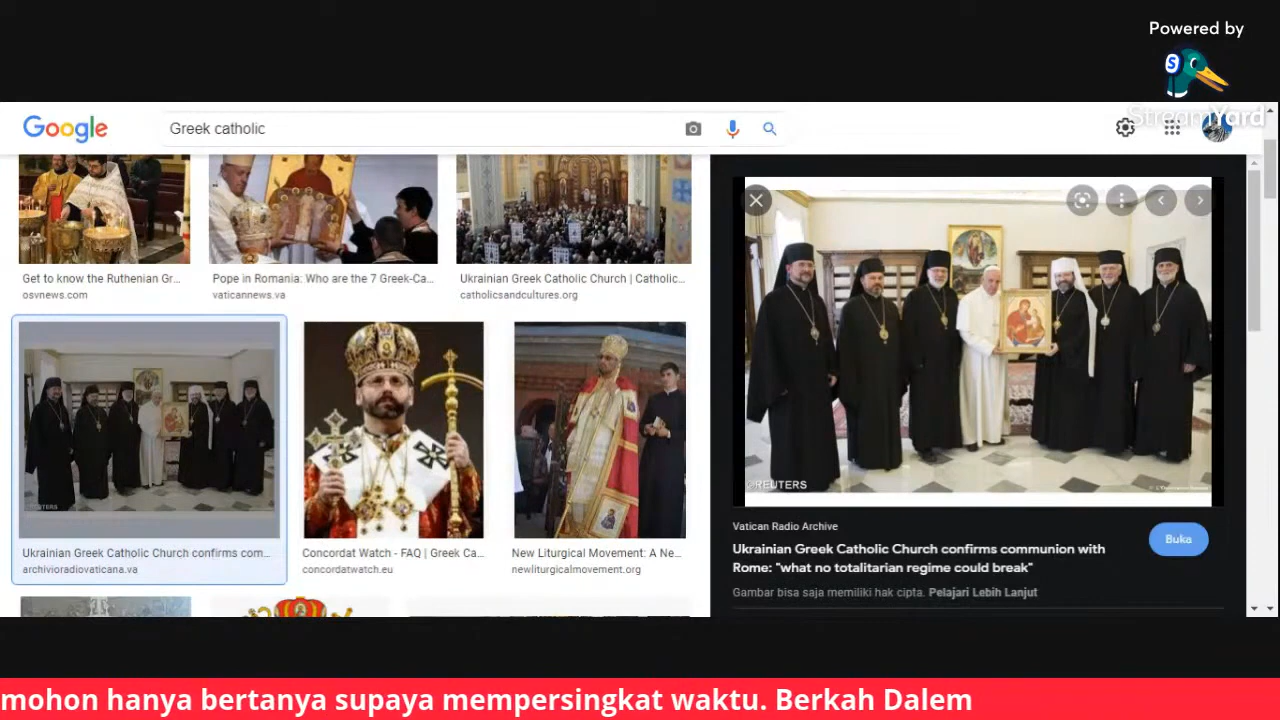 Powered by
S
StreamYard
Google
Greek catholic
Get to know the Ruthenian Gr...
osvnews.com
Pope in Romania: Who are the 7 Greek-Ca...
vaticannews.va
Ukrainian Greek Catholic Church | Catholic...
catholicsandcultures.org
Ukrainian Greek Catholic Church confirms com...
archivioradiovaticana.va
Concordat Watch - FAQ | Greek Ca...
concordatwatch.eu
New Liturgical Movement: A Ne...
newliturgicalmovement.org
©REUTERS
Vatican Radio Archive
Ukrainian Greek Catholic Church confirms communion with
Rome: "what no totalitarian regime could break"
Buka
Gambar bisa saja memiliki hak cipta. Pelajari Lebih Lanjut
mohon hanya bertanya supaya mempersingkat waktu. Berkah Dalem